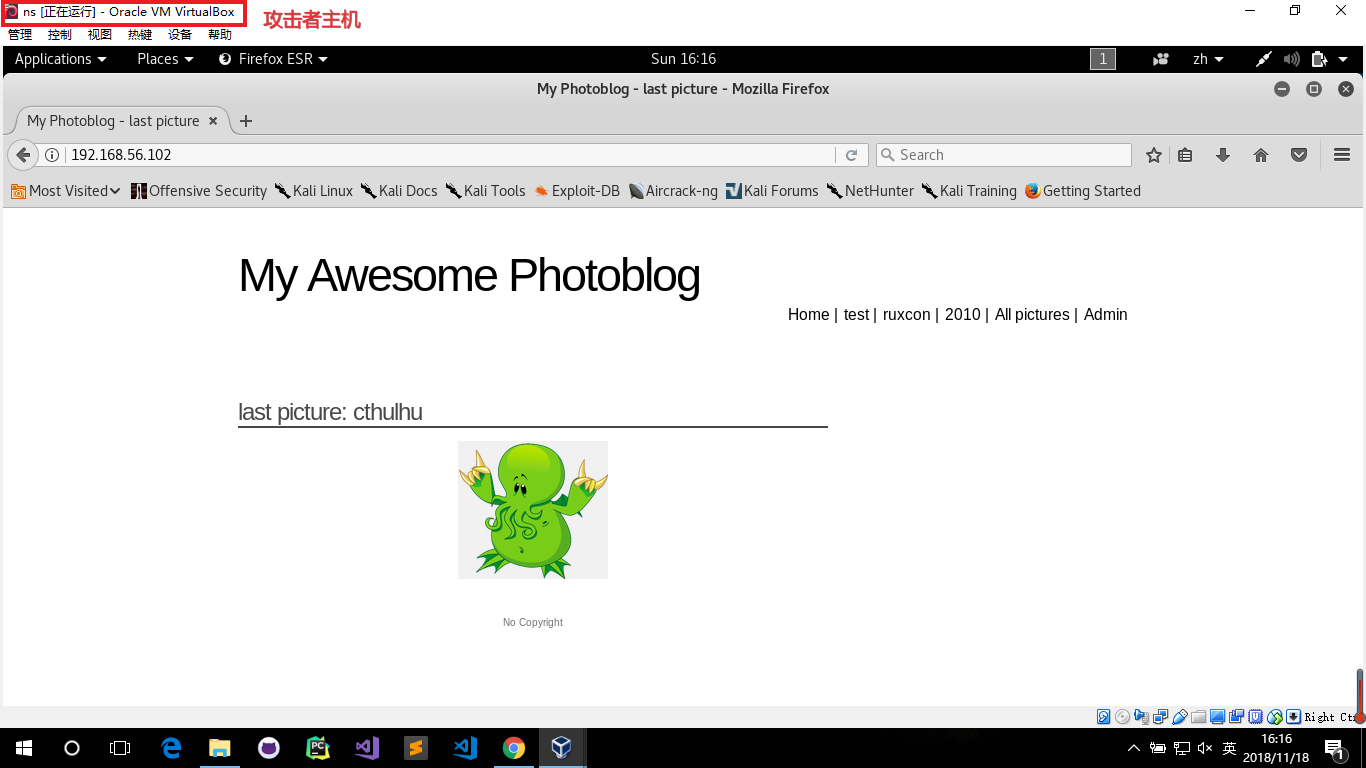 ns [正在运行] - Oracle VM VirtualBox
攻击者主机
管理 控制 视图 热键 设备 帮助
Applications Places Firefox ESR Sun 16:16 1 zh
My Photoblog - last picture - Mozilla Firefox
My Photoblog - last picture
192.168.56.102 Search
Most Visited Offensive Security Kali Linux Kali Docs Kali Tools Exploit-DB Aircrack-ng Kali Forums NetHunter Kali Training Getting Started
My Awesome Photoblog
Home | test | ruxcon | 2010 | All pictures | Admin
last picture: cthulhu
No Copyright
Right Ctr
英 16:16
2018/11/18 1